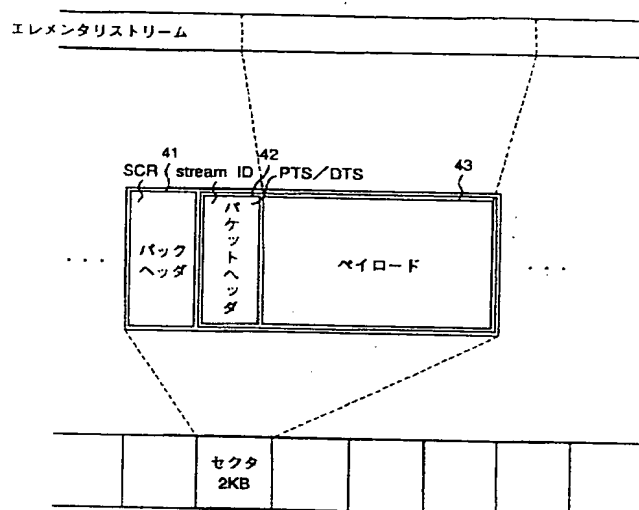 エレメンタリストリーム
41
42
43
SCR
stream ID
PTS/DTS
パック
ヘッダ
パケットヘッダ
ペイロード
...
...
セクタ
2KB